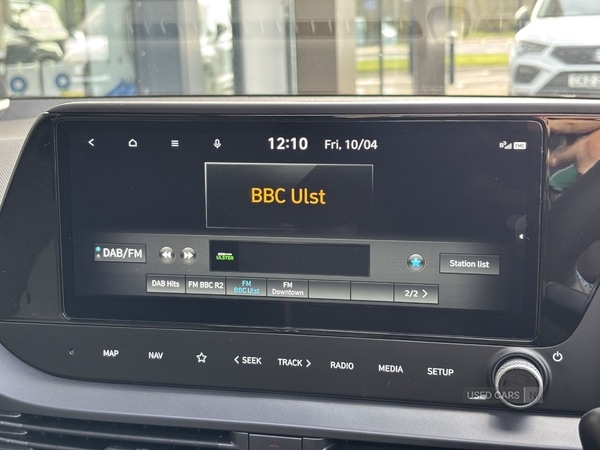 12:10 Fri, 10/04
BBC Ulst
DAB/FM
ULSTER
Station list
DAB Hits
FM BBC R2
FM
BBC Ulst
FM
Downtown
2/2 >
MAP NAV < SEEK TRACK > RADIO MEDIA SETUP
USED CARS NI